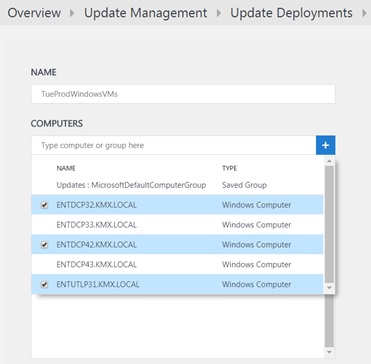 Overview Update Management Update Deployments
NAME
TueProdWindowsVMs
COMPUTERS
Type computer or group here +
NAME TYPE
Updates : MicrosoftDefaultComputerGroup Saved Group
ENTDCP32.KMX.LOCAL Windows Computer
ENTDCP33.KMX.LOCAL Windows Computer
ENTDCP42.KMX.LOCAL Windows Computer
ENTDCP43.KMX.LOCAL Windows Computer
ENTUTLP31.KMX.LOCAL Windows Computer